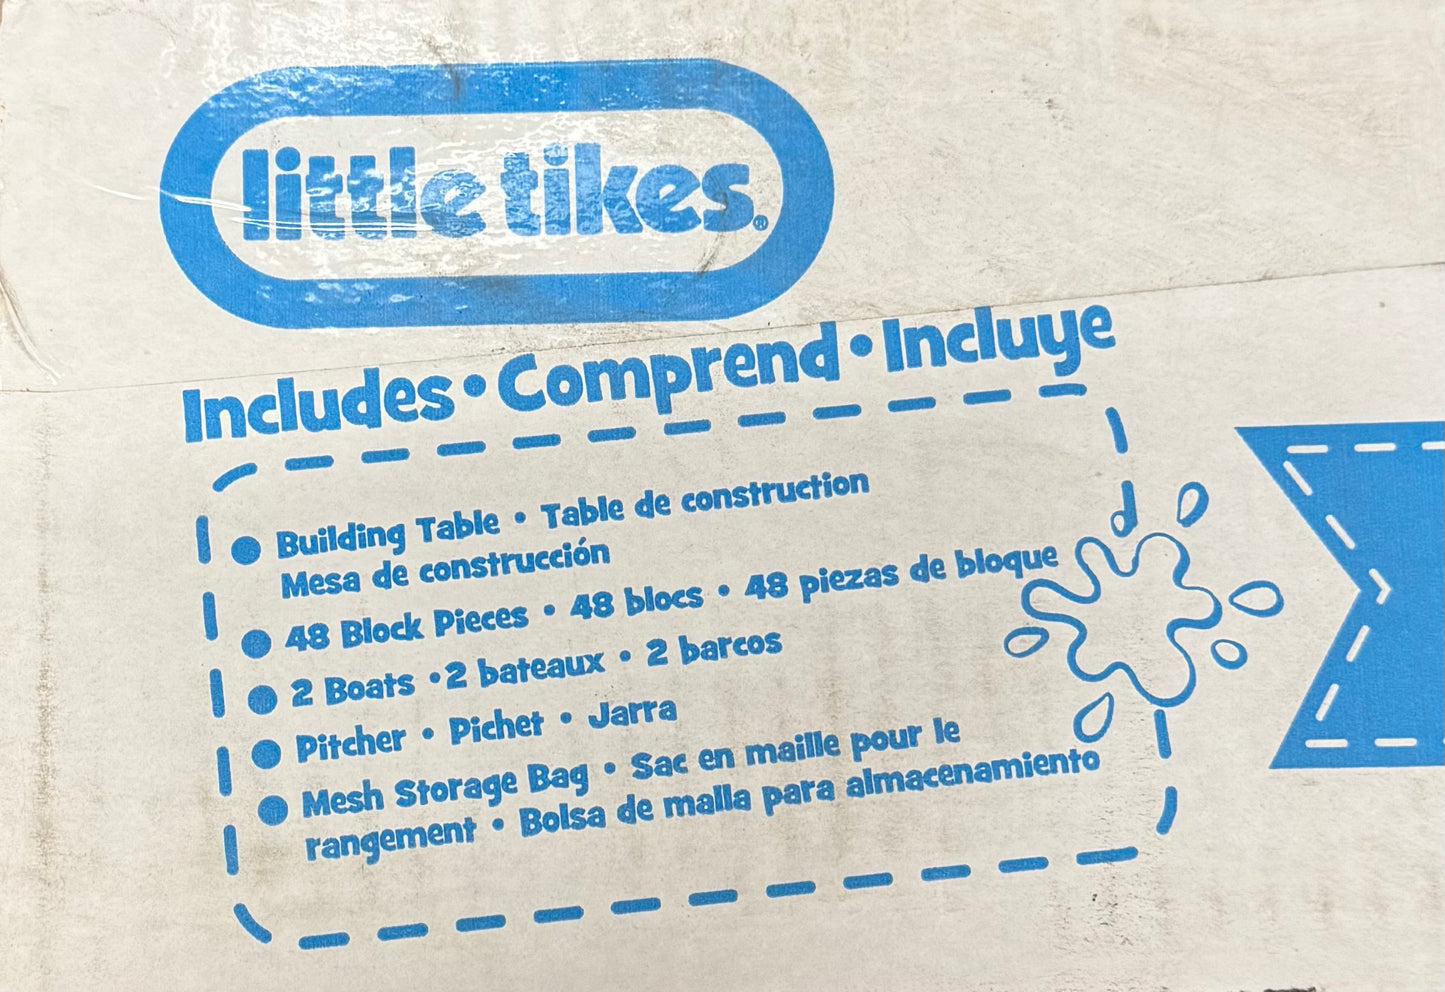 little tikes®
Includes • Comprend • Incluye
• Building Table • Table de construction
Mesa de construcción
• 48 Block Pieces • 48 blocs • 48 piezas de bloque
• 2 Boats • 2 bateaux • 2 barcos
• Pitcher • Pichet • Jarra
• Mesh Storage Bag • Sac en maille pour le
rangement • Bolsa de malla para almacenamiento